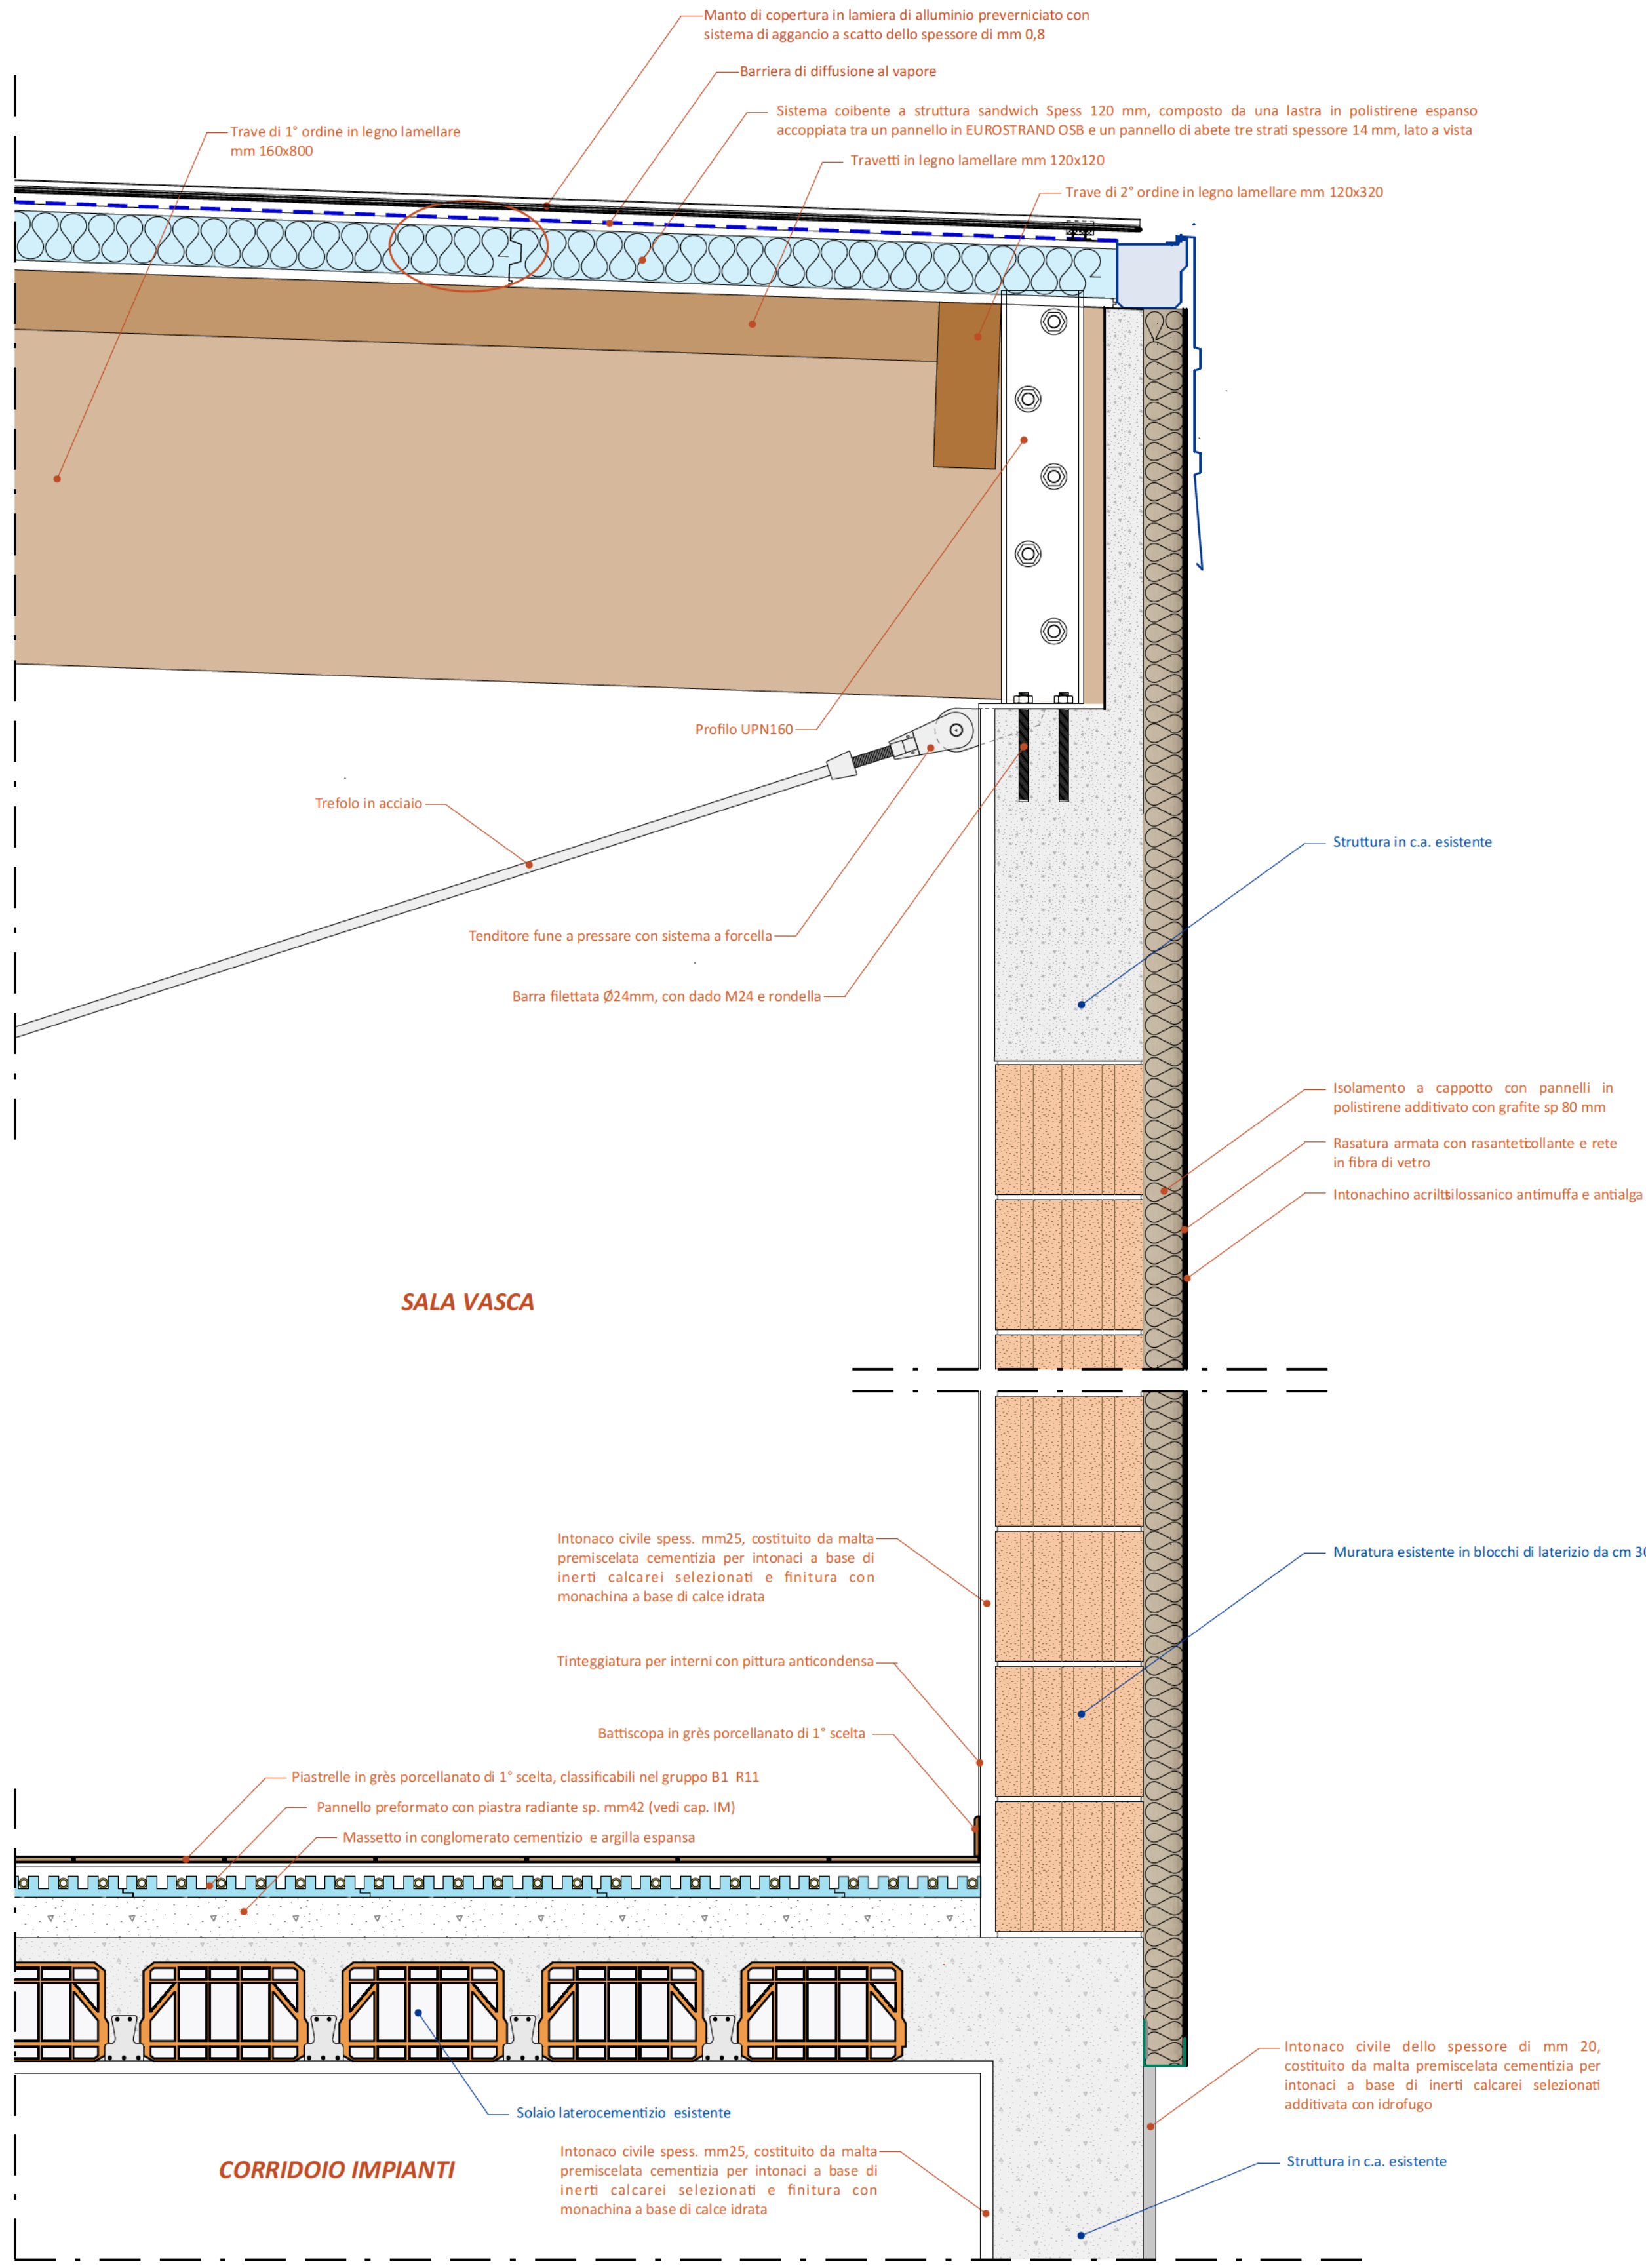 Manto di copertura in lamiera di alluminio preverniciato con
sistema di aggancio a scatto dello spessore di mm 0,8
Barriera di diffusione al vapore
Sistema coibente a struttura sandwich Spess 120 mm, composto da una lastra in polistirene espanso
accoppiata tra un pannello in EUROSTRAND OSB e un pannello di abete tre strati spessore 14 mm, lato a vista
Trave di 1° ordine in legno lamellare
mm 160x800
Travetti in legno lamellare mm 120x120
Trave di 2° ordine in legno lamellare mm 120x320
Profilo UPN160
Trefolo in acciaio
Struttura in c.a. esistente
Tenditore fune a pressare con sistema a forcella
Barra filettata Ø24mm, con dado M24 e rondella
Isolamento a cappotto con pannelli in
polistirene additivato con grafite sp 80 mm
Rasatura armata con rasante collante e rete
in fibra di vetro
Intonachino silossanico antimuffa e antialga
SALA VASCA
Intonaco civile spess. mm25, costituito da malta
premiscelata cementizia per intonaci a base di
inerti calcarei selezionati e finitura con
monachina a base di calce idrata
Muratura esistente in blocchi di laterizio da cm 30
Tinteggiatura per interni con pittura anticondensa
Battiscopa in grès porcellanato di 1° scelta
Piastrelle in grès porcellanato di 1° scelta, classificabili nel gruppo B1 R11
Pannello preformato con piastra radiante sp. mm42 (vedi cap. IM)
Massetto in conglomerato cementizio e argilla espansa
Intonaco civile dello spessore di mm 20,
costituito da malta premiscelata cementizia per
intonaci a base di inerti calcarei selezionati
additivata con idrofugo
Solaio laterocementizio esistente
CORRIDOIO IMPIANTI
Intonaco civile spess. mm25, costituito da malta
premiscelata cementizia per intonaci a base di
inerti calcarei selezionati e finitura con
monachina a base di calce idrata
Struttura in c.a. esistente